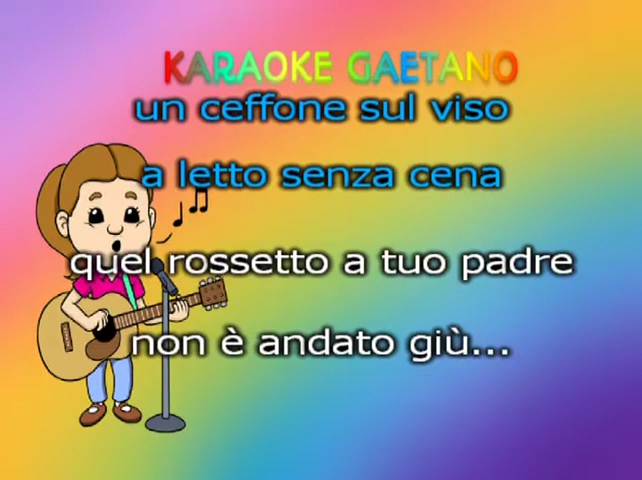 KARAOKE GAETANO
un ceffone sul viso
a letto senza cena
quel rossetto a tuo padre
non è andato giù...